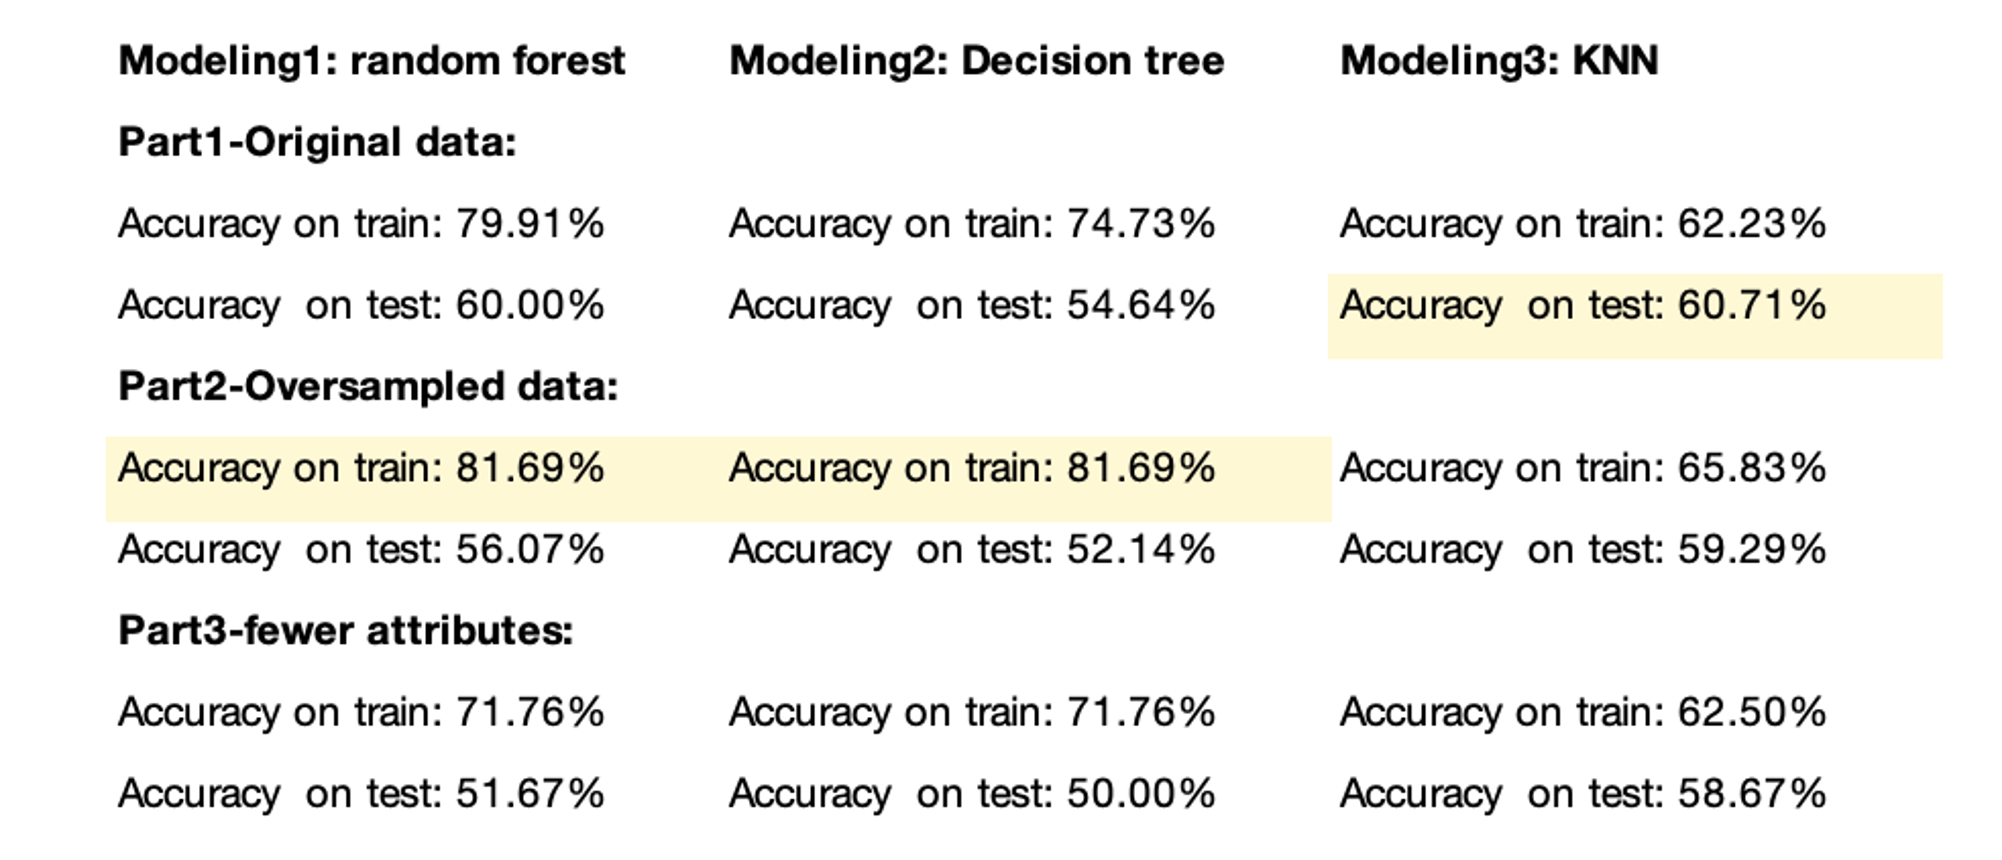 Modeling1: random forest Modeling2: Decision tree Modeling3: KNN
Part1-Original data:
Accuracy on train: 79.91% Accuracy on train: 74.73% Accuracy on train: 62.23%
Accuracy  on test: 60.00% Accuracy  on test: 54.64% Accuracy  on test: 60.71%
Part2-Oversampled data:
Accuracy on train: 81.69% Accuracy on train: 81.69% Accuracy on train: 65.83%
Accuracy  on test: 56.07% Accuracy  on test: 52.14% Accuracy  on test: 59.29%
Part3-fewer attributes:
Accuracy on train: 71.76% Accuracy on train: 71.76% Accuracy on train: 62.50%
Accuracy  on test: 51.67% Accuracy  on test: 50.00% Accuracy  on test: 58.67%